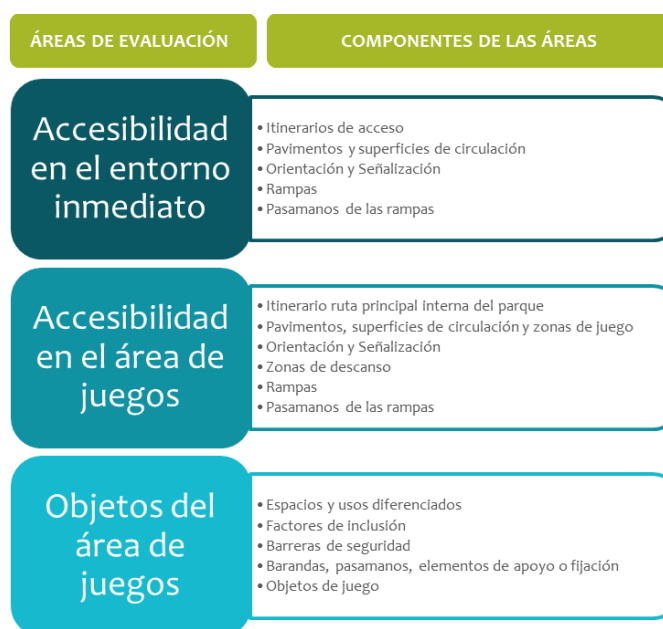 ÁREAS DE EVALUACIÓN
COMPONENTES DE LAS ÁREAS
Accesibilidad
en el entorno
inmediato
• Itinerarios de acceso
• Pavimentos y superficies de circulación
• Orientación y Señalización
• Rampas
• Pasamanos de las rampas
Accesibilidad
en el área de
juegos
• Itinerario ruta principal interna del parque
• Pavimentos, superficies de circulación y zonas de juego
• Orientación y Señalización
• Zonas de descanso
• Rampas
• Pasamanos de las rampas
Objetos del
área de
juegos
• Espacios y usos diferenciados
• Factores de inclusión
• Barreras de seguridad
• Barandas, pasamanos, elementos de apoyo o fijación
• Objetos de juego